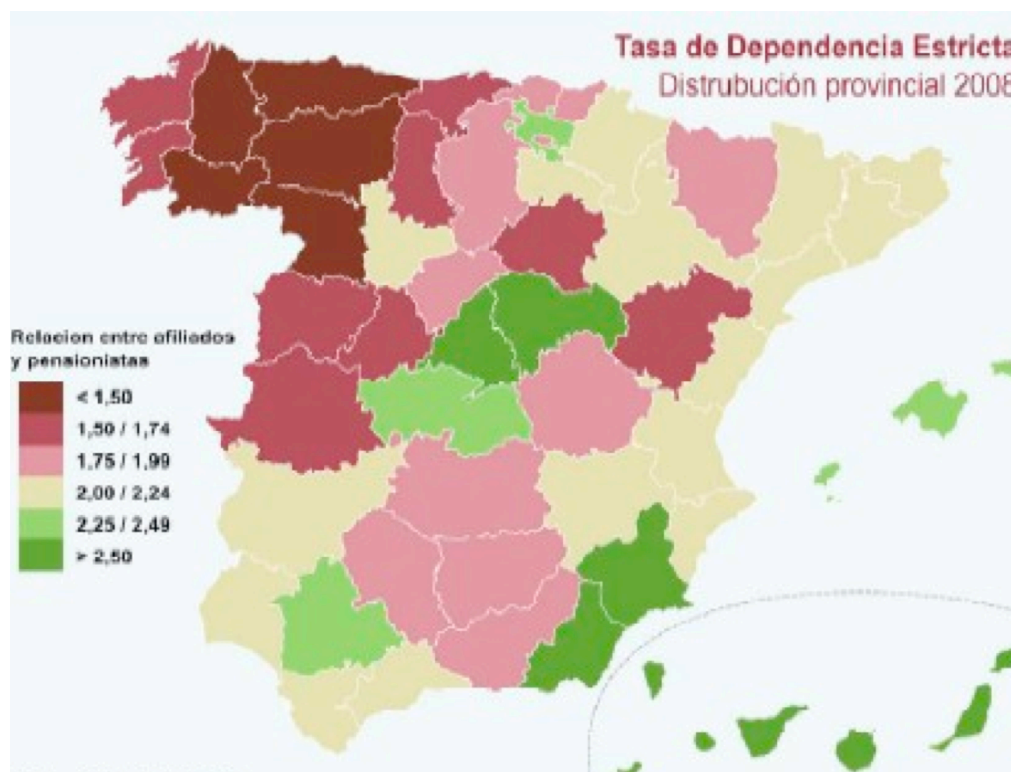 Tasa de Dependencia Estricta
Distrubución provincial 2008
Relacion entre afiliados
y pensionistas
< 1,50
1,50 / 1,74
1,75 / 1,99
2,00 / 2,24
2,25 / 2,49
> 2,50